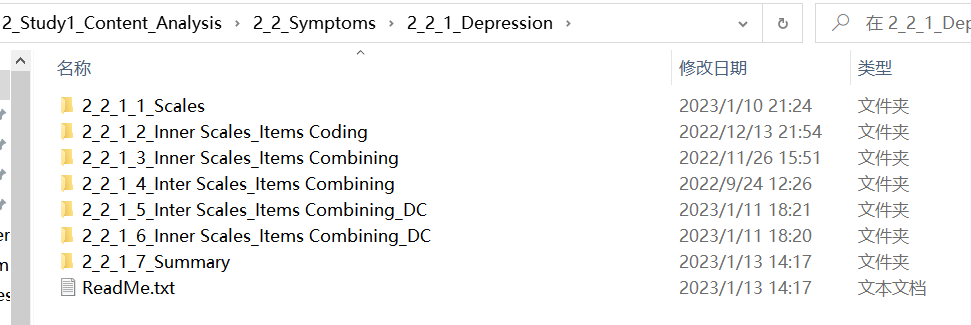 2_Study1_Content_Analysis › 2_2_Symptoms › 2_2_1_Depression › 在 2_2_1_Dep
名称 修改日期 类型
2_2_1_1_Scales 2023/1/10 21:24 文件夹
2_2_1_2_Inner Scales_Items Coding 2022/12/13 21:54 文件夹
2_2_1_3_Inner Scales_Items Combining 2022/11/26 15:51 文件夹
2_2_1_4_Inter Scales_Items Combining 2022/9/24 12:26 文件夹
2_2_1_5_Inter Scales_Items Combining_DC 2023/1/11 18:21 文件夹
2_2_1_6_Inner Scales_Items Combining_DC 2023/1/11 18:20 文件夹
2_2_1_7_Summary 2023/1/13 14:17 文件夹
ReadMe.txt 2023/1/13 14:17 文本文档